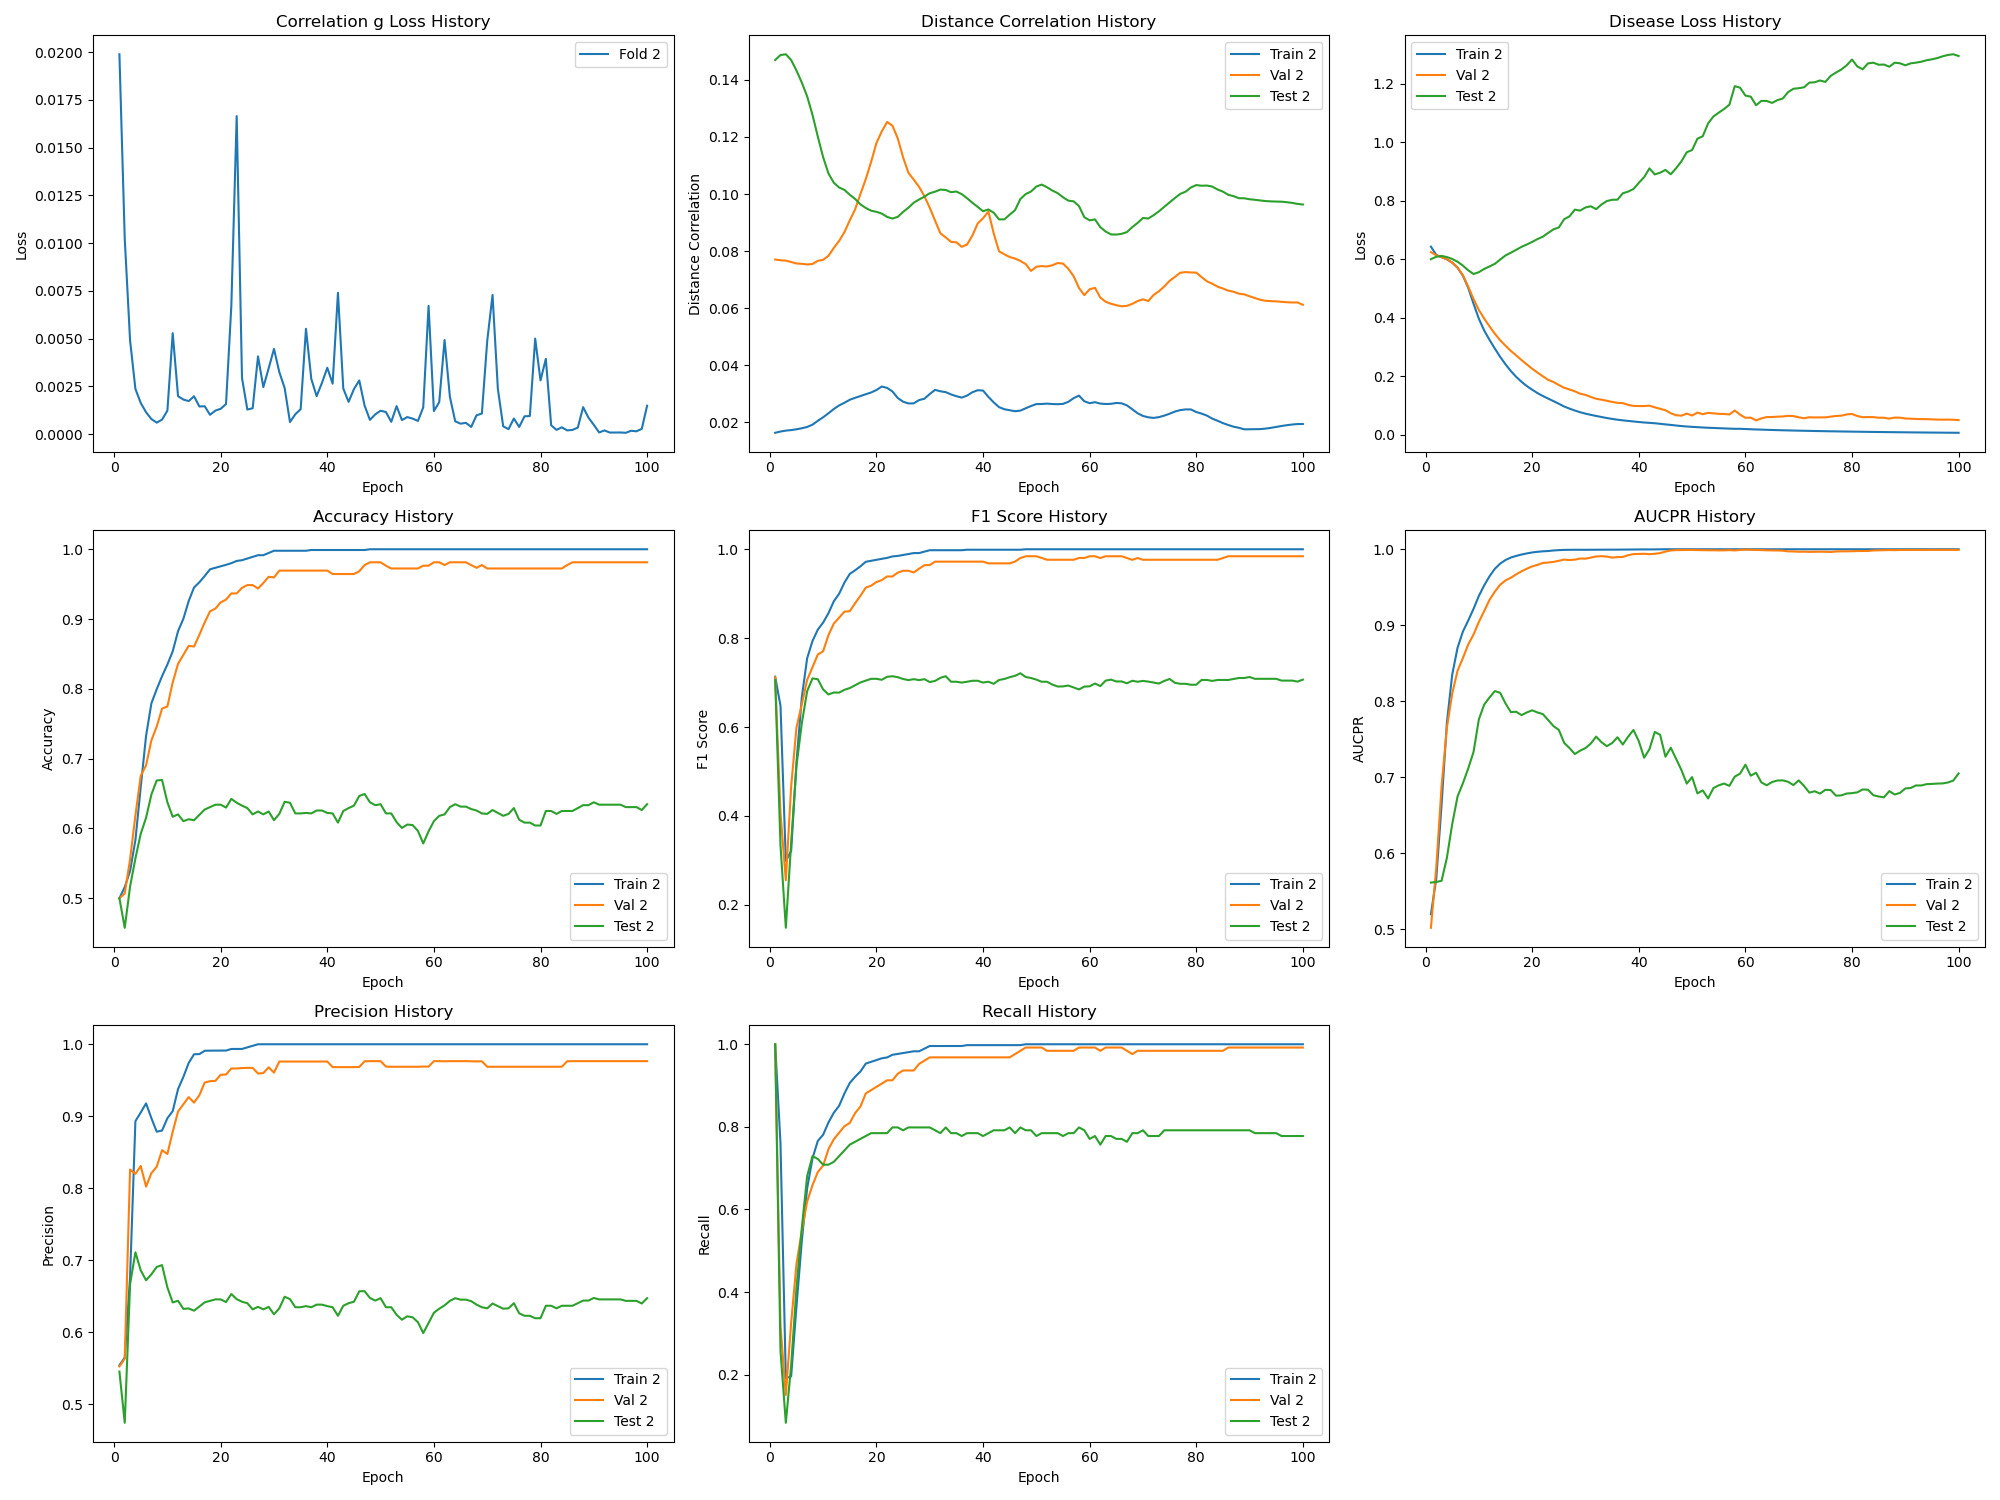 Correlation g Loss History
Loss
0.0200
0.0175
0.0150
0.0125
0.0100
0.0075
0.0050
0.0025
0.0000
Fold 2
0 20 40 60 80 100
Epoch
Distance Correlation History
Distance Correlation
0.14
0.12
0.10
0.08
0.06
0.04
0.02
Train 2
Val 2
Test 2
0 20 40 60 80 100
Epoch
Disease Loss History
Loss
1.2
1.0
0.8
0.6
0.4
0.2
0.0
Train 2
Val 2
Test 2
0 20 40 60 80 100
Epoch
Accuracy History
Accuracy
1.0
0.9
0.8
0.7
0.6
0.5
Train 2
Val 2
Test 2
0 20 40 60 80 100
Epoch
F1 Score History
F1 Score
1.0
0.8
0.6
0.4
0.2
Train 2
Val 2
Test 2
0 20 40 60 80 100
Epoch
AUCPR History
AUCPR
1.0
0.9
0.8
0.7
0.6
0.5
Train 2
Val 2
Test 2
0 20 40 60 80 100
Epoch
Precision History
Precision
1.0
0.9
0.8
0.7
0.6
0.5
Train 2
Val 2
Test 2
0 20 40 60 80 100
Epoch
Recall History
Recall
1.0
0.8
0.6
0.4
0.2
Train 2
Val 2
Test 2
0 20 40 60 80 100
Epoch